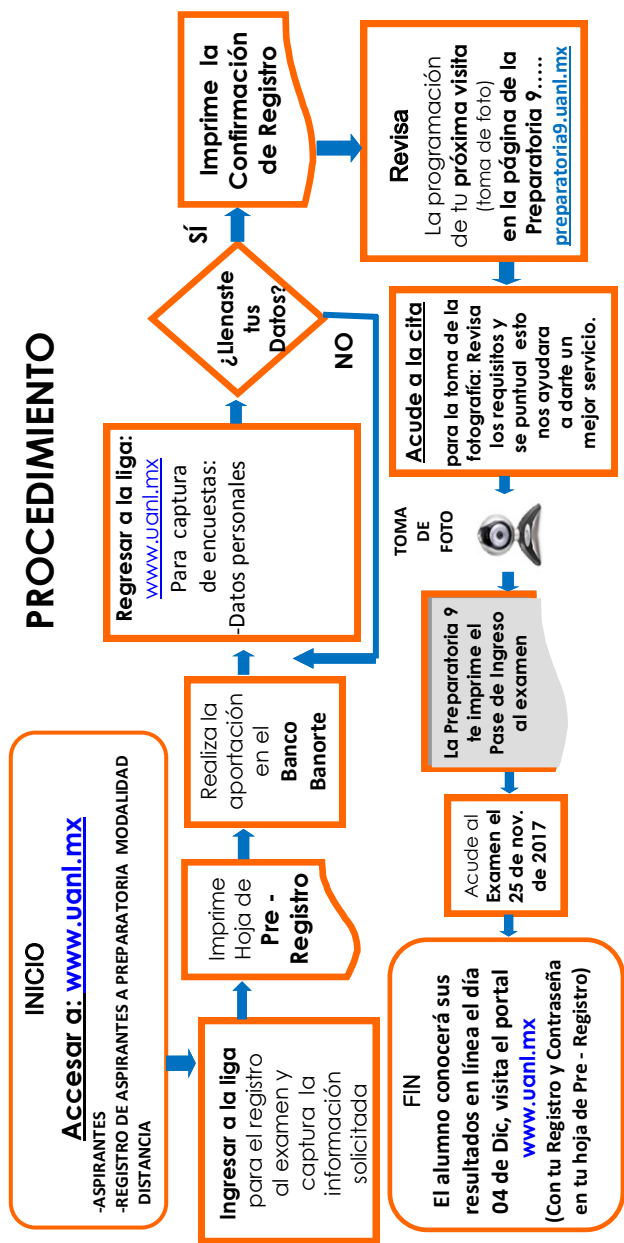 PROCEDIMIENTO
INICIO
Accesar a: www.uanl.mx
-ASPIRANTES
-REGISTRO DE ASPIRANTES A PREPARATORIA MODALIDAD
DISTANCIA
Ingresar a la liga
para el registro
al examen y
captura la
información
solicitada
Imprime
Hoja de
Pre -
Registro
Realiza la
aportación
en el
Banco
Banorte
Regresar a la liga:
www.uanl.mx
Para captura
de encuestas:
-Datos personales
¿Llenaste
tus
Datos?
SÍ
NO
Imprime la
Confirmación
de Registro
Revisa
La programación
de tu próxima visita
(toma de foto)
en la página de la
Preparatoria 9.....
preparatoria9.uanl.mx
Acude a la cita
para la toma de la
fotografía: Revisa
los requisitos y
se puntual esto
nos ayudara
a darte un
mejor servicio.
TOMA
DE
FOTO
La Preparatoria 9
te imprime el
Pase de Ingreso
al examen
Acude al
Examen el
25 de nov.
de 2017
FIN
El alumno conocerá sus
resultados en línea el día
04 de Dic, visita el portal
www.uanl.mx
(Con tu Registro y Contraseña
en tu hoja de Pre - Registro)